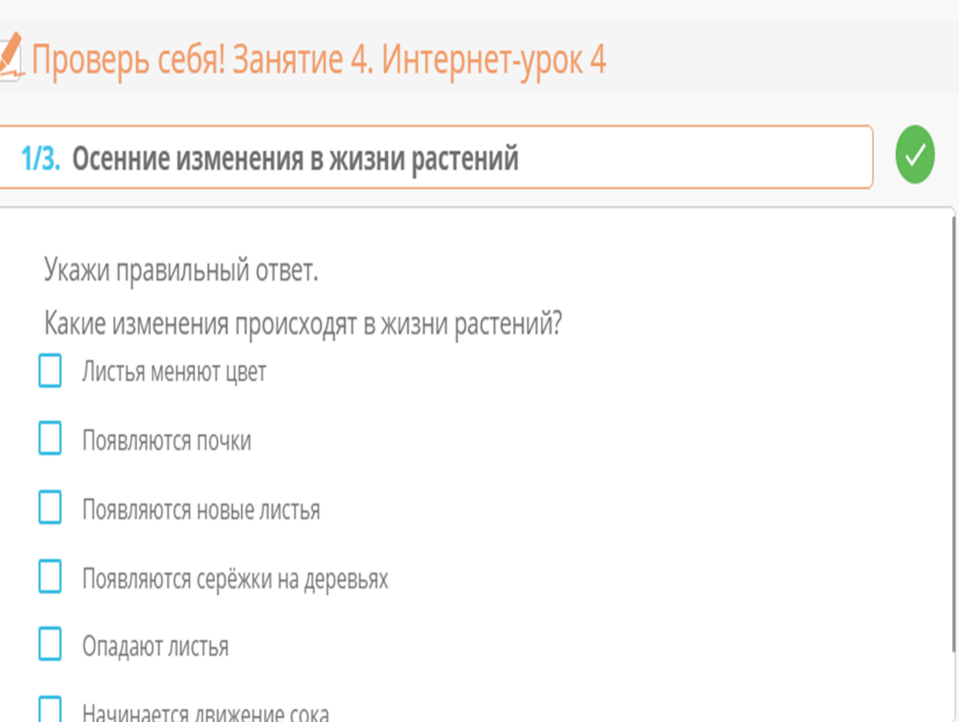 Проверь себя! Занятие 4. Интернет-урок 4
1/3. Осенние изменения в жизни растений
Укажи правильный ответ.
Какие изменения происходят в жизни растений?
Листья меняют цвет
Появляются почки
Появляются новые листья
Появляются серёжки на деревьях
Опадают листья
Начинается движение сока